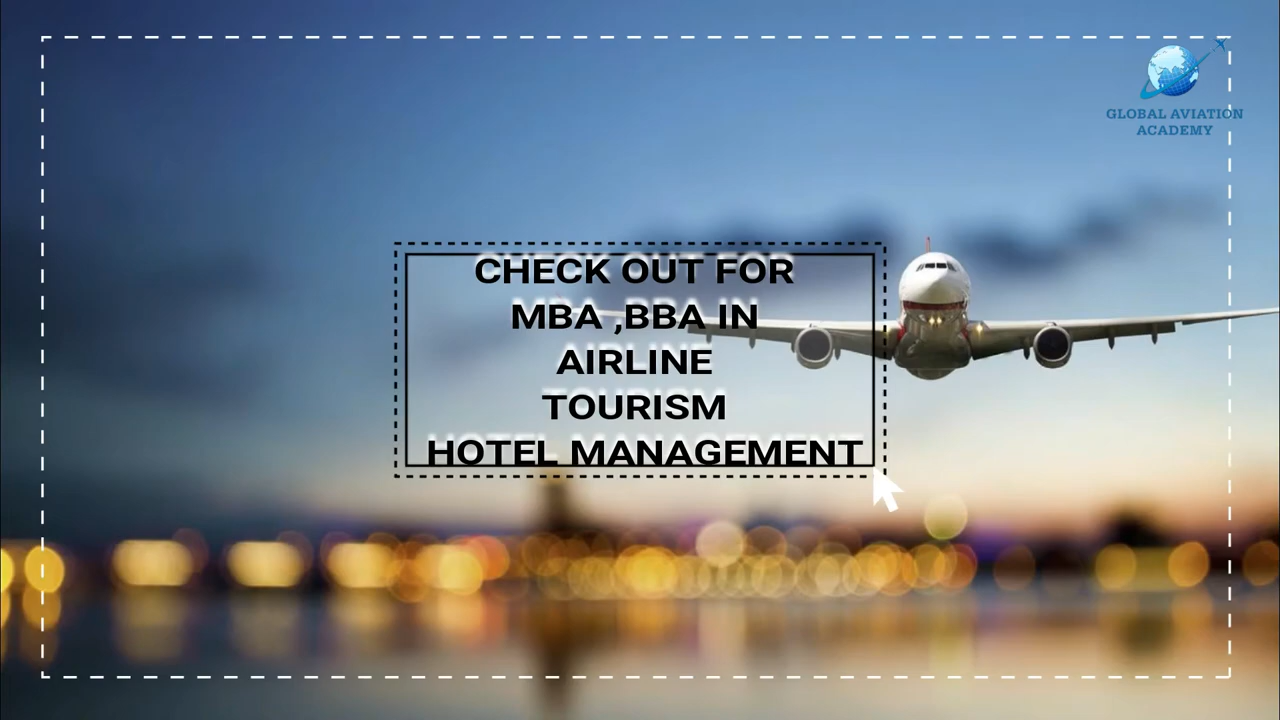 GLOBAL AVIATION
ACADEMY
CHECK OUT FOR
MBA ,BBA IN
AIRLINE
TOURISM
HOTEL MANAGEMENT